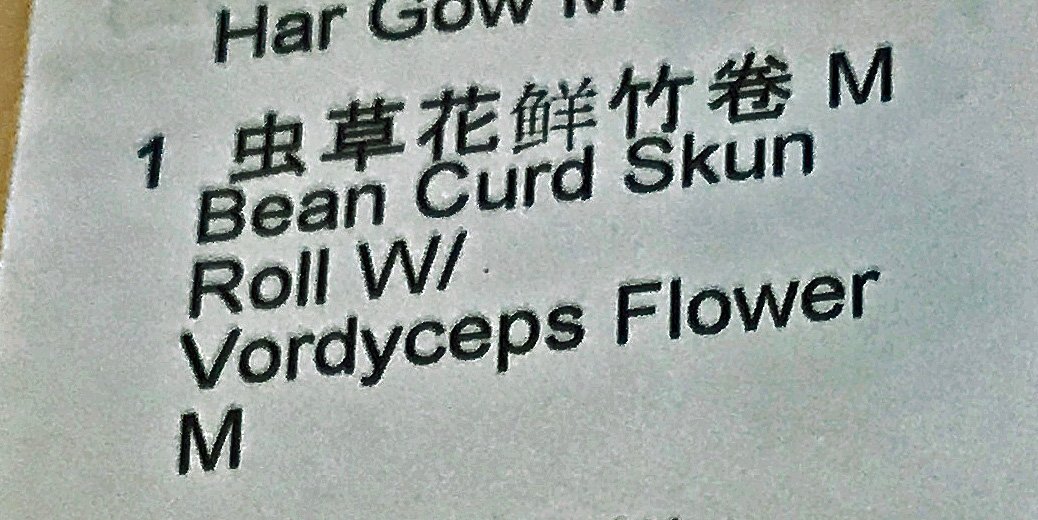 Har Gow M
1 虫草花鲜竹卷 M
Bean Curd Skun
Roll W/
Vordyceps Flower
M